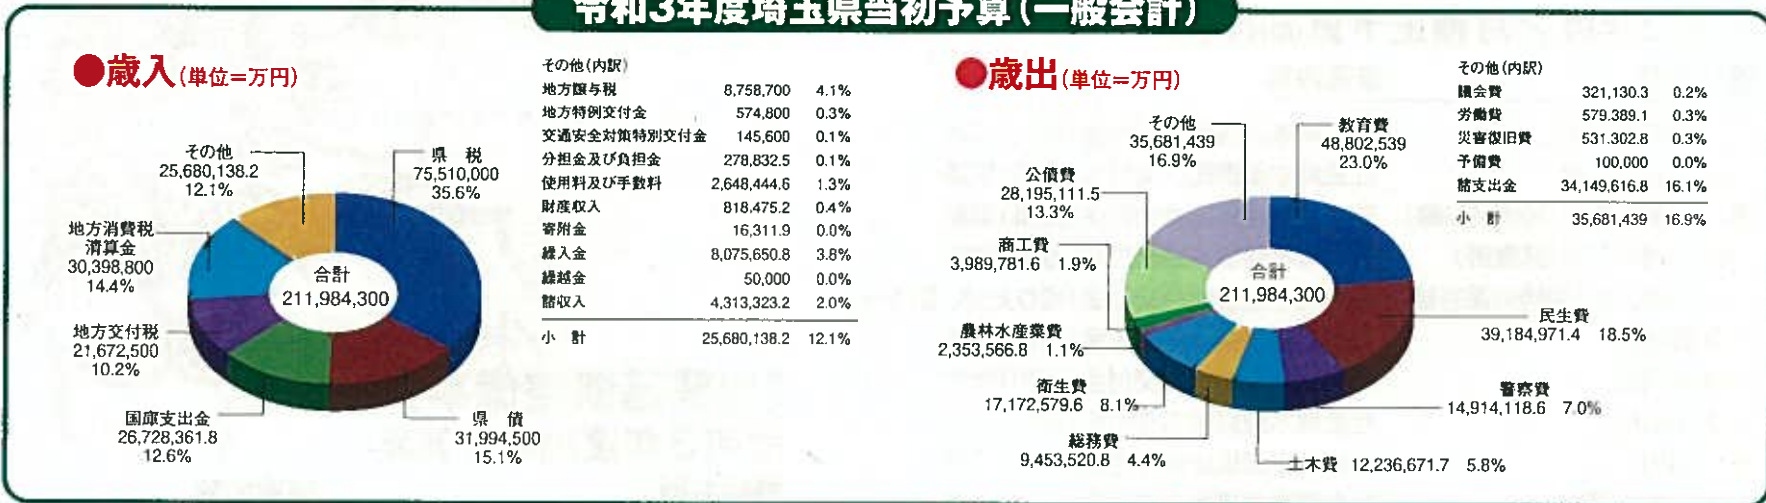 令和3年度埼玉県当初予算(一般会計)
●歳入(単位=万円)
その他
25,680,138.2
12.1%
県 税
75,510,000
35.6%
地方消費税
清算金
30,398,800
14.4%
合計
211,984,300
地方交付税
21,672,500
10.2%
国庫支出金
26,728,361.8
12.6%
県 債
31,994,500
15.1%
その他(内訳)
地方譲与税 8,758,700 4.1%
地方特例交付金 574,800 0.3%
交通安全対策特別交付金 145,600 0.1%
分担金及び負担金 278,832.5 0.1%
使用料及び手数料 2,648,444.6 1.3%
財産収入 818,475.2 0.4%
寄附金 16,311.9 0.0%
繰入金 8,075,650.8 3.8%
繰越金 50,000 0.0%
諸収入 4,313,323.2 2.0%
小 計 25,680,138.2 12.1%
●歳出(単位=万円)
その他
35,681,439
16.9%
教育費
48,802,539
23.0%
公債費
28,195,111.5
13.3%
商工費
3,989,781.6 1.9%
合計
211,984,300
農林水産業費
2,353,566.8 1.1%
民生費
39,184,971.4 18.5%
衛生費
17,172,579.6 8.1%
警察費
14,914,118.6 7.0%
総務費
9,453,520.8 4.4%
土木費 12,236,671.7 5.8%
その他(内訳)
議会費 321,130.3 0.2%
労働費 579.389.1 0.3%
災害復旧費 531.302.8 0.3%
予備費 100,000 0.0%
諸支出金 34,149,616.8 16.1%
小 計 35,681,439 16.9%